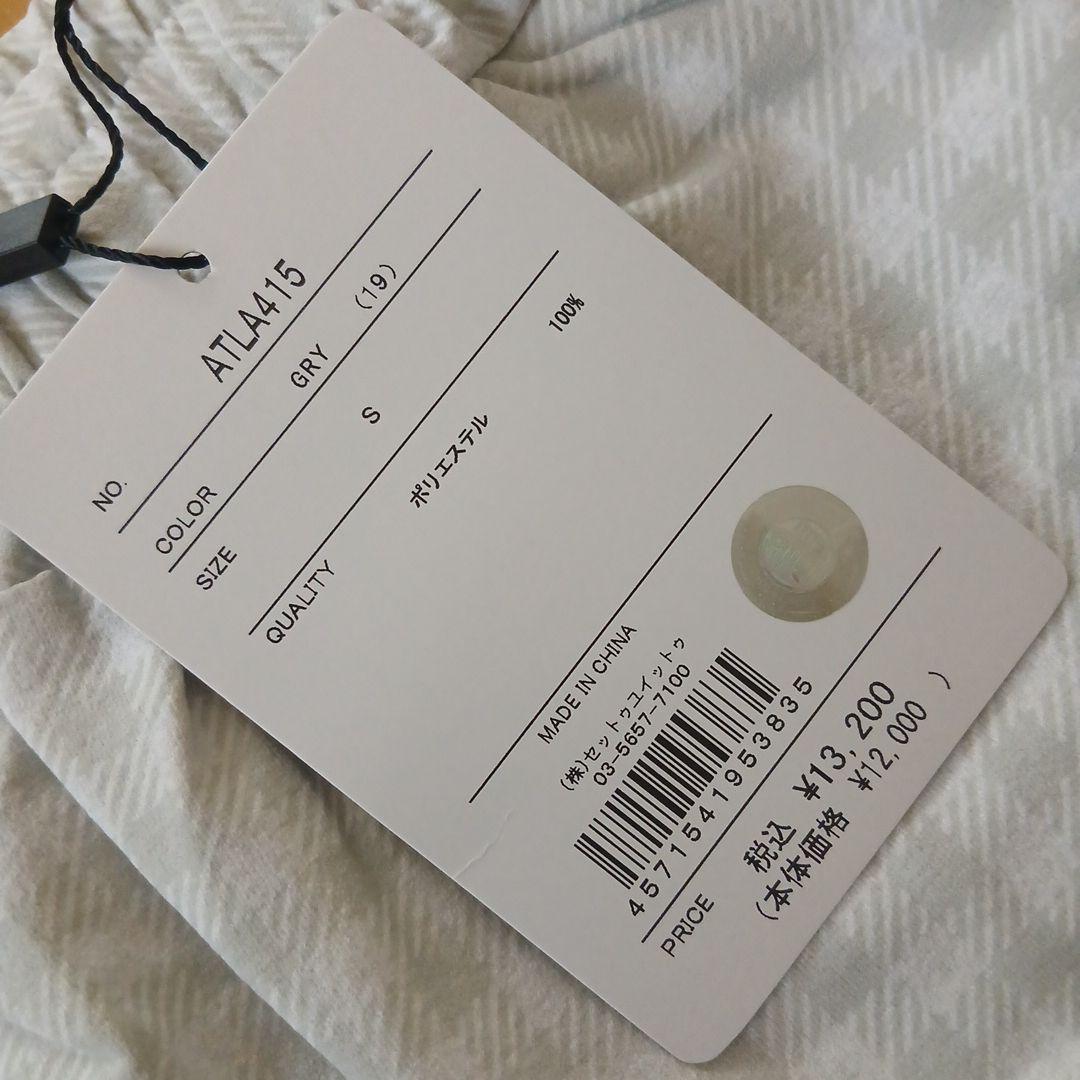 NO. ATLA415
COLOR GRY (19)
SIZE S
QUALITY
ポリエステル 100%
MADE IN CHINA
(株)セットゥユイットゥ
03-5657-7100
4571541953835
PRICE 税込 ¥13,200
(本体価格 ¥12,000 )